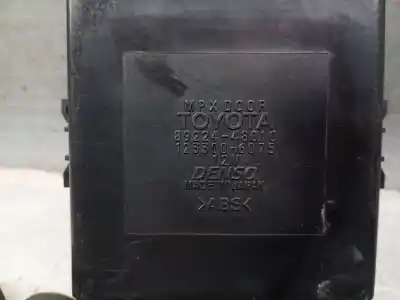 MPX DOOR
TOYOTA
89224-48010
123300-6075
12V
DENSO
MADE IN JAPAN
>ABS<